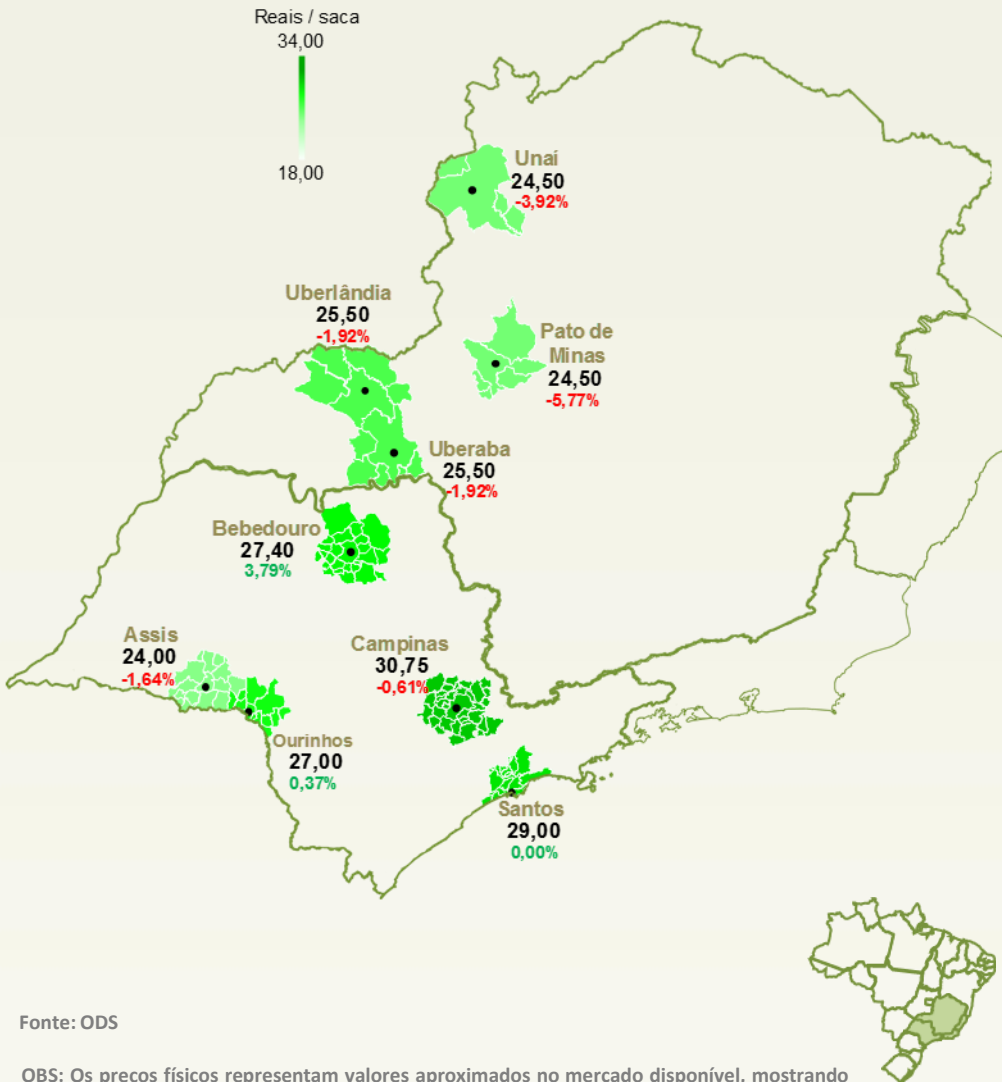 Reais / saca
34,00
18,00
Unaí
24,50
-3,92%
Uberlândia
25,50
-1,92%
Pato de
Minas
24,50
-5,77%
Uberaba
25,50
-1,92%
Bebedouro
27,40
3,79%
Assis
24,00
-1,64%
Campinas
30,75
-0,61%
Ourinhos
27,00
0,37%
Santos
29,00
0,00%
Fonte: ODS
OBS: Os preços físicos representam valores aproximados no mercado disponível, mostrando